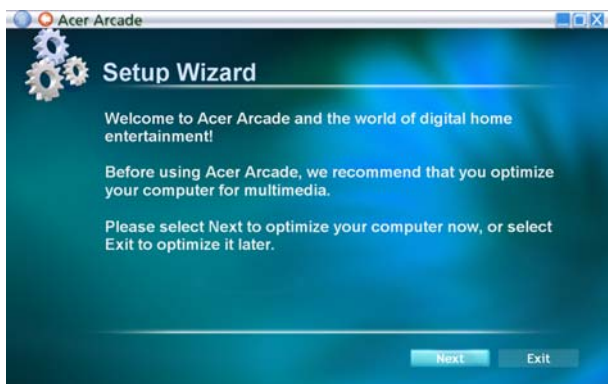 Acer Arcade
Setup Wizard
Welcome to Acer Arcade and the world of digital home
entertainment!
Before using Acer Arcade, we recommend that you optimize
your computer for multimedia.
Please select Next to optimize your computer now, or select
Exit to optimize it later.
Next
Exit